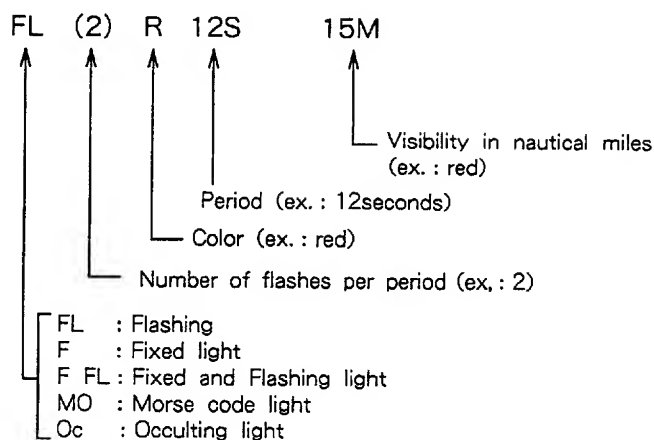 FL (2) R 12S 15M
Visibility in nautical miles
(ex. : red)
Period (ex. : 12seconds)
Color (ex. : red)
Number of flashes per period (ex, : 2)
FL : Flashing
F : Fixed light
F FL : Fixed and Flashing light
MO : Morse code light
Oc : Occulting light